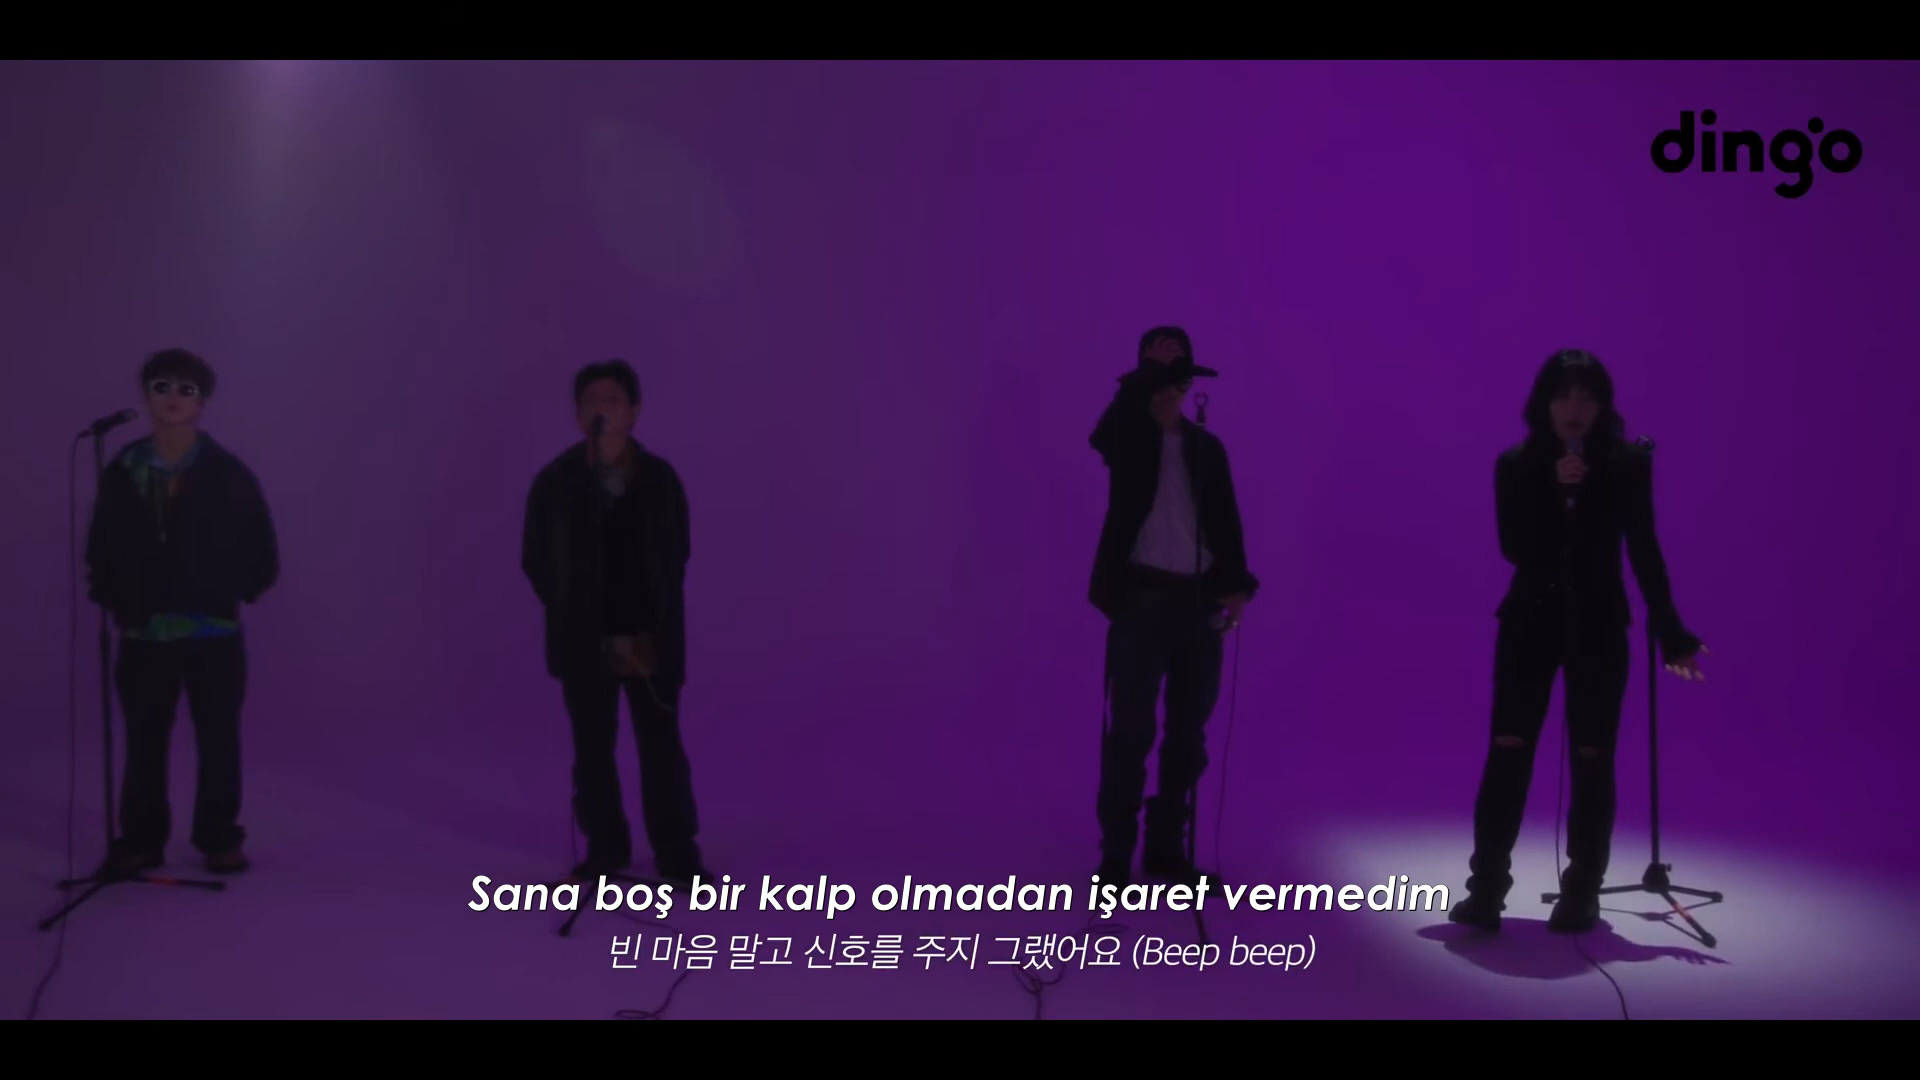 dingo
Sana boş bir kalp olmadan işaret vermedim
빈 마음 말고 신호를 주지 그랬어요 (Beep beep)